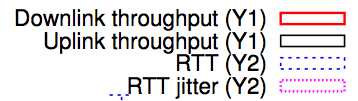 Downlink throughput (Y1)
Uplink throughput (Y1)
RTT (Y2)
RTT jitter (Y2)